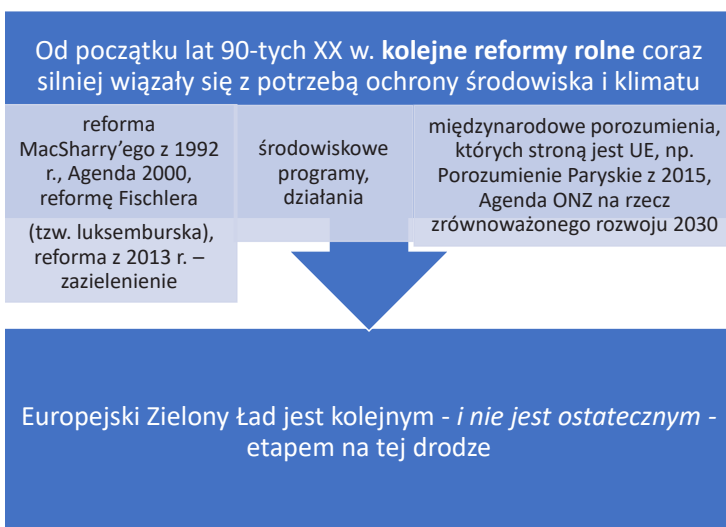 Od początku lat 90-tych XX w. kolejne reformy rolne coraz
silniej wiązały się z potrzebą ochrony środowiska i klimatu
reforma
MacSharry’ego z 1992
r., Agenda 2000,
reformę Fischlera
(tzw. luksemburska),
reforma z 2013 r. –
zazielenienie
środowiskowe
programy,
działania
międzynarodowe porozumienia,
których stroną jest UE, np.
Porozumienie Paryskie z 2015,
Agenda ONZ na rzecz
zrównoważonego rozwoju 2030
Europejski Zielony Ład jest kolejnym - i nie jest ostatecznym -
etapem na tej drodze